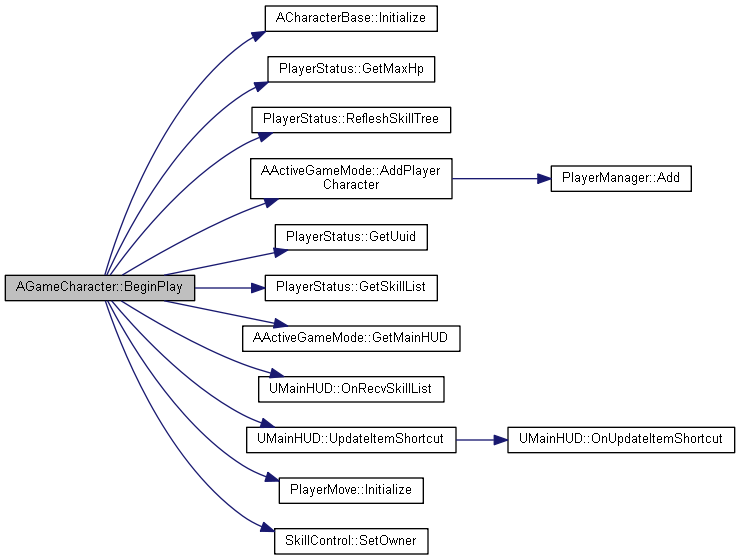 ACharacterBase::Initialize
PlayerStatus::GetMaxHp
PlayerStatus::RefleshSkillTree
AActiveGameMode::AddPlayer
Character
PlayerManager::Add
PlayerStatus::GetUuid
AGameCharacter::BeginPlay
PlayerStatus::GetSkillList
AActiveGameMode::GetMainHUD
UMainHUD::OnRecvSkillList
UMainHUD::UpdateItemShortcut
UMainHUD::OnUpdateItemShortcut
PlayerMove::Initialize
SkillControl::SetOwner